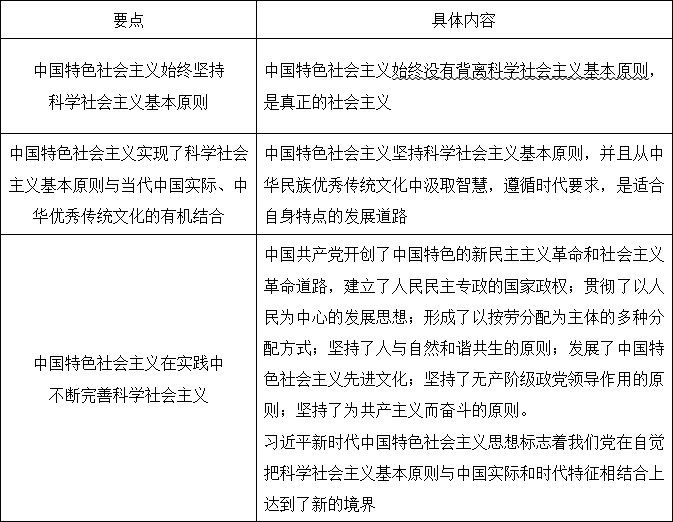 要点
具体内容
中国特色社会主义始终坚持
科学社会主义基本原则
中国特色社会主义始终没有背离科学社会主义基本原则，
是真正的社会主义
中国特色社会主义实现了科学社会
主义基本原则与当代中国实际、中
华优秀传统文化的有机结合
中国特色社会主义坚持科学社会主义基本原则，并且从中
华民族优秀传统文化中汲取智慧，遵循时代要求，是适合
自身特点的发展道路
中国特色社会主义在实践中
不断完善科学社会主义
中国共产党开创了中国特色的新民主主义革命和社会主义
革命道路，建立了人民民主专政的国家政权；贯彻了以人
民为中心的发展思想；形成了以按劳分配为主体的多种分
配方式；坚持了人与自然和谐共生的原则；发展了中国特
色社会主义先进文化；坚持了无产阶级政党领导作用的原
则；坚持了为共产主义而奋斗的原则。
习近平新时代中国特色社会主义思想标志着我们党在自觉
把科学社会主义基本原则与中国实际和时代特征相结合上
达到了新的境界